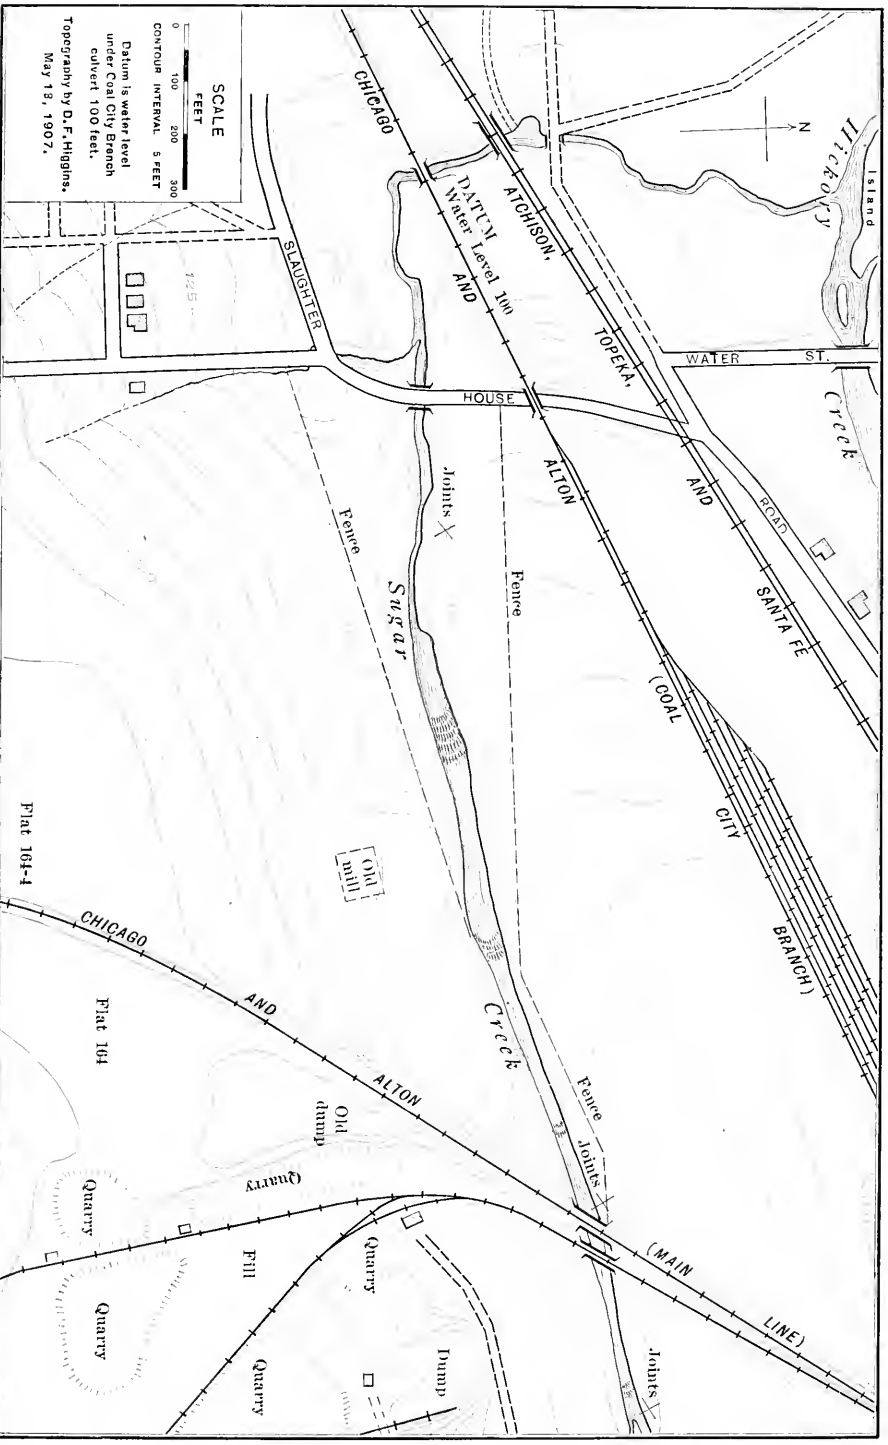 SCALE
FEET
0 100 200 300
CONTOUR INTERVAL 5 FEET
Datum is water level
under Coal City Branch
culvert 100 feet.
Topography by D.F. Higgins.
May 18, 1907.
N
Island
Hickory
Creek
WATER ST.
ATCHISON, TOPEKA, AND SANTA FE
CHICAGO AND ALTON (COAL CITY BRANCH)
DATUM
Water Level 100
SLAUGHTER HOUSE ROAD
125
Joints
Fence
Fence
Sugar
Creek
Old
mill
Fence
Joints
CHICAGO AND ALTON (MAIN LINE)
Flat 164-4
Flat 164
Old
dump
Quarry
Quarry
Quarry
Fill
Quarry
Quarry
Dump
Joints